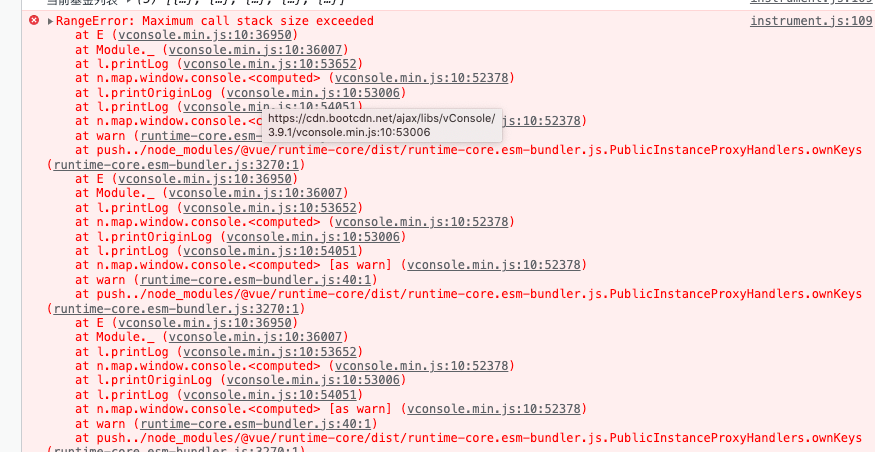 当前基金列表 ▸ (5) [{…}, {…}, {…}, {…}, {…}] instrument.js:109
▸RangeError: Maximum call stack size exceeded instrument.js:109
at E (vconsole.min.js:10:36950)
at Module._ (vconsole.min.js:10:36007)
at l.printLog (vconsole.min.js:10:53652)
at n.map.window.console.<computed> (vconsole.min.js:10:52378)
at l.printOriginLog (vconsole.min.js:10:53006)
at l.printLog (vconsole.min.js:10:54051)
at n.map.window.console.<c s.min.js:10:52378)
https://cdn.bootcdn.net/ajax/libs/vConsole/
3.9.1/vconsole.min.js:10:53006
at warn (runtime-core.es
at push../node_modules/@vue/runtime-core/dist/runtime-core.esm-bundler.js.PublicInstanceProxyHandlers.ownKeys
(runtime-core.esm-bundler.js:3270:1)
at E (vconsole.min.js:10:36950)
at Module._ (vconsole.min.js:10:36007)
at l.printLog (vconsole.min.js:10:53652)
at n.map.window.console.<computed> (vconsole.min.js:10:52378)
at l.printOriginLog (vconsole.min.js:10:53006)
at l.printLog (vconsole.min.js:10:54051)
at n.map.window.console.<computed> [as warn] (vconsole.min.js:10:52378)
at warn (runtime-core.esm-bundler.js:40:1)
at push../node_modules/@vue/runtime-core/dist/runtime-core.esm-bundler.js.PublicInstanceProxyHandlers.ownKeys
(runtime-core.esm-bundler.js:3270:1)
at E (vconsole.min.js:10:36950)
at Module._ (vconsole.min.js:10:36007)
at l.printLog (vconsole.min.js:10:53652)
at n.map.window.console.<computed> (vconsole.min.js:10:52378)
at l.printOriginLog (vconsole.min.js:10:53006)
at l.printLog (vconsole.min.js:10:54051)
at n.map.window.console.<computed> [as warn] (vconsole.min.js:10:52378)
at warn (runtime-core.esm-bundler.js:40:1)
at push../node_modules/@vue/runtime-core/dist/runtime-core.esm-bundler.js.PublicInstanceProxyHandlers.ownKeys
(runtime-core.esm-bundler.js:3270:1)